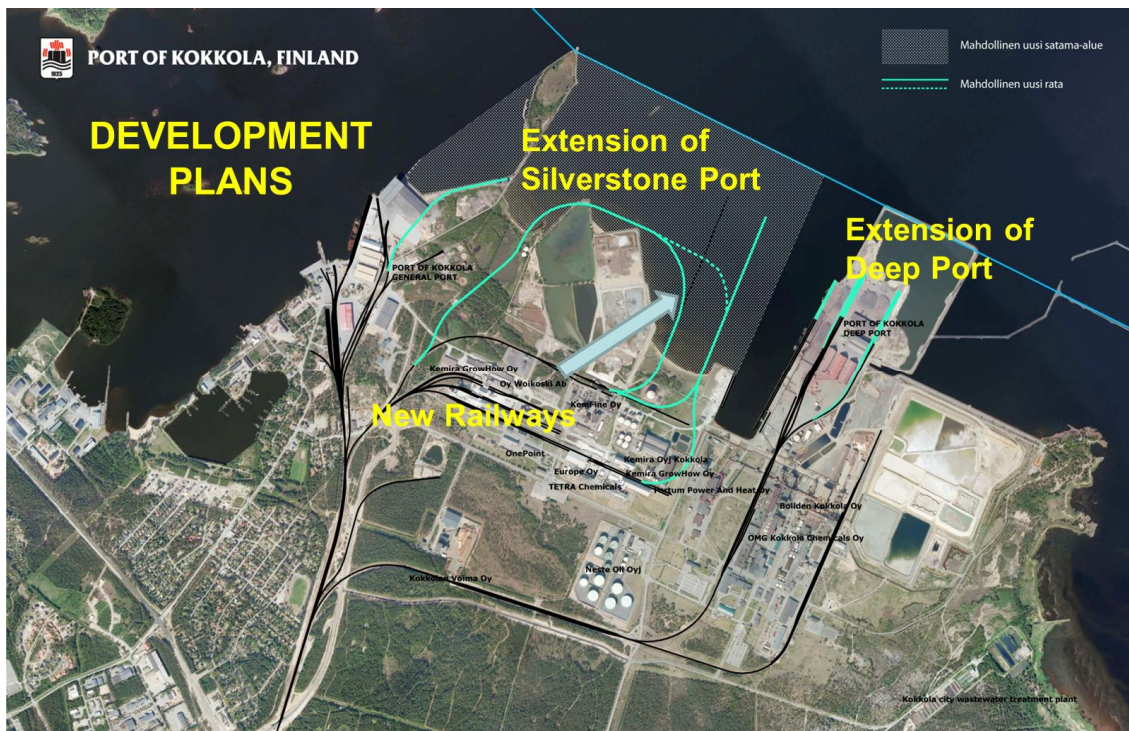 1825
PORT OF KOKKOLA, FINLAND
Mahdollinen uusi satama-alue
Mahdollinen uusi rata
DEVELOPMENT
PLANS
Extension of
Silverstone Port
Extension of
Deep Port
PORT OF KOKKOLA
GENERAL PORT
PORT OF KOKKOLA
DEEP PORT
Kemira GrowHow Oy
Oy Woikoski Ab
KemFine Oy
New Railways
OnePoint
Europe Oy
TETRA Chemicals
Kemira Oyj Kokkola
Kemira GrowHow Oy
Fortum Power And Heat Oy
Boliden Kokkola Oy
OMG Kokkola Chemicals Oy
Neste Oil Oyj
Kokkolan Voima Oy
Kokkola city wastewater treatment plant